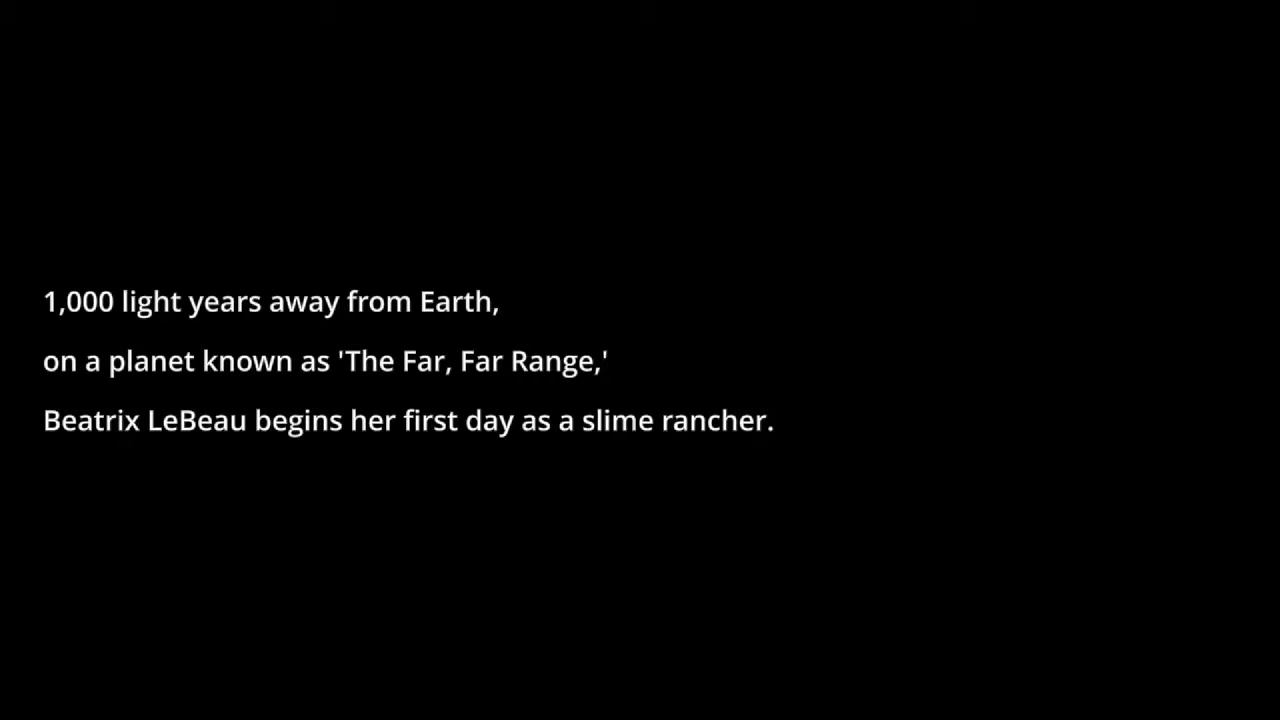 1,000 light years away from Earth,
on a planet known as 'The Far, Far Range,'
Beatrix LeBeau begins her first day as a slime rancher.